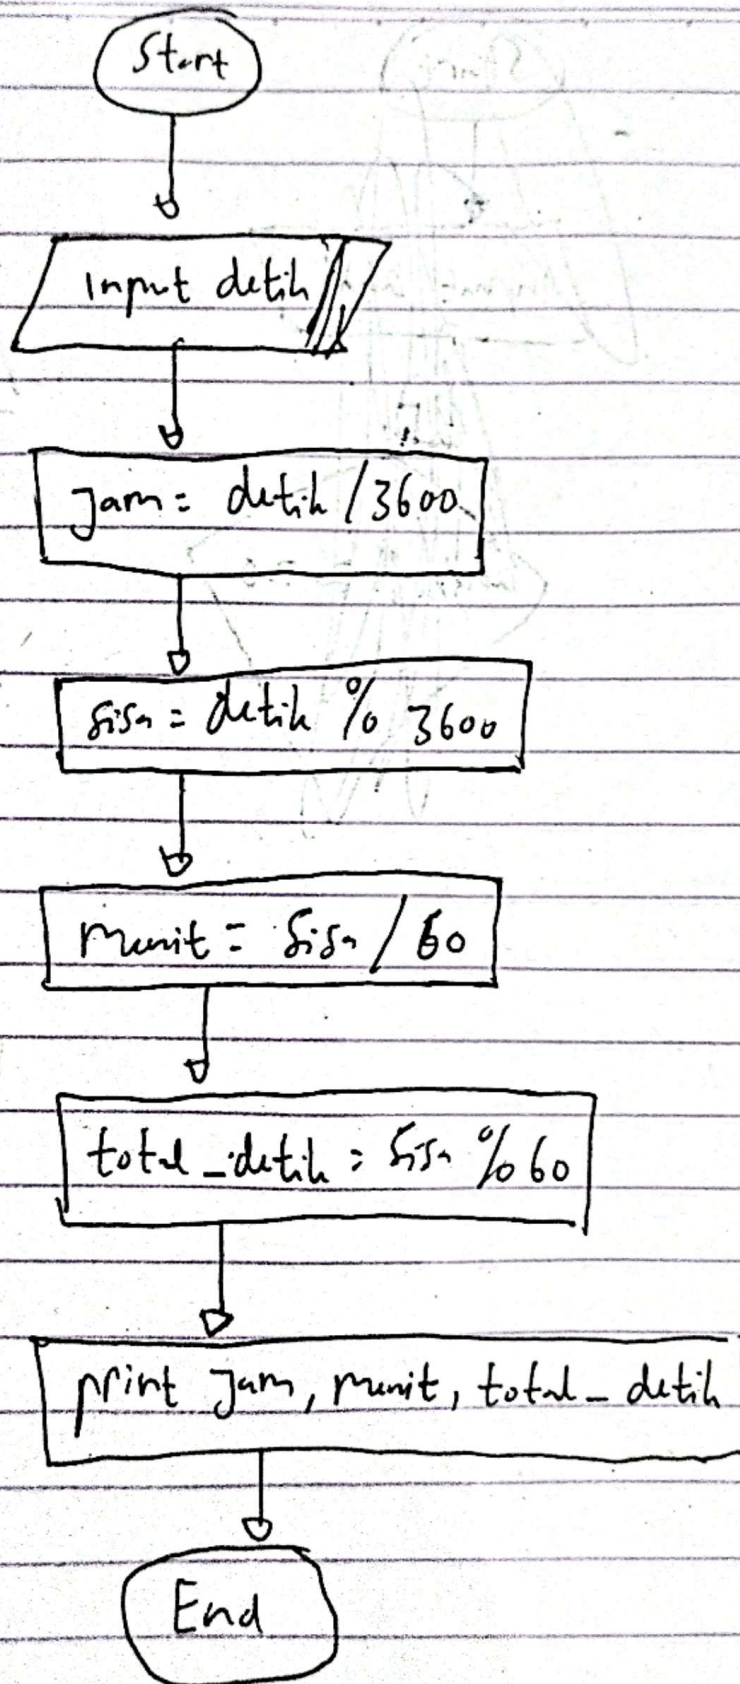 Start
Input detik
Jam = detik / 3600
sisa = detik % 3600
menit = sisa / 60
total_detik = sisa % 60
print Jam, menit, total_detik
End